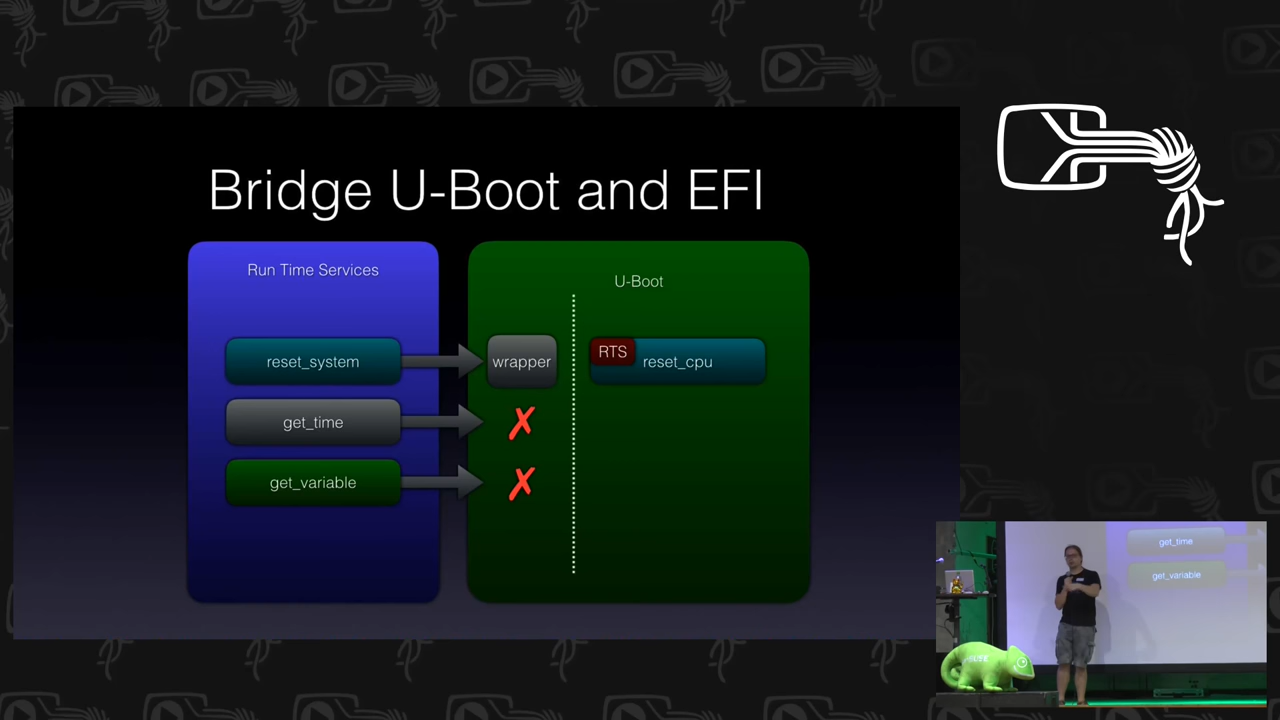 Bridge U-Boot and EFI
Run Time Services
U-Boot
reset_system
wrapper
RTS
reset_cpu
get_time
✗
get_variable
✗
get_time
get_variable